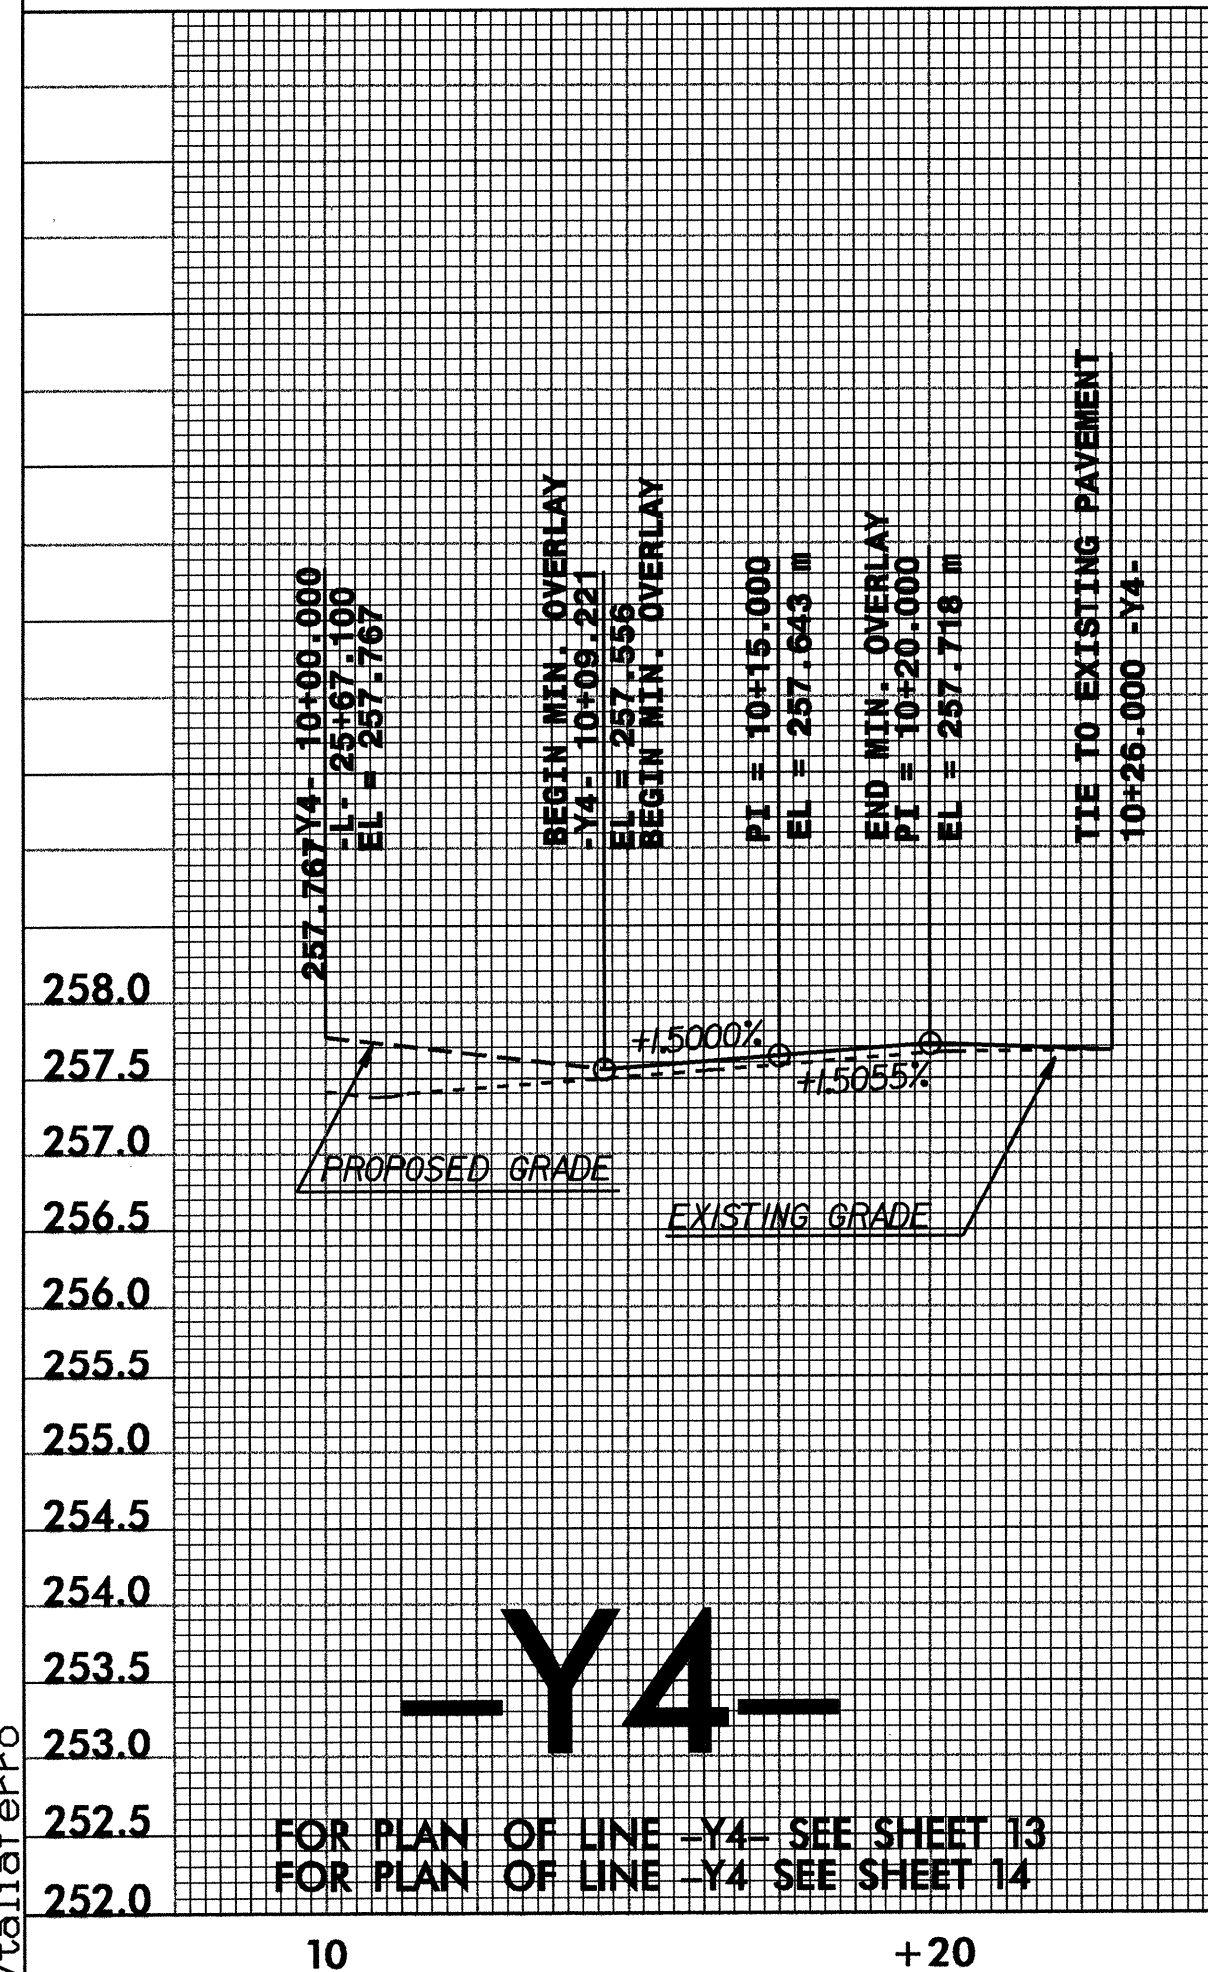 257.767
-Y4- 10+00.000
-L- 25+67.100
EL = 257.767
BEGIN MIN. OVERLAY
-Y4- 10+09.221
EL = 257.556
BEGIN MIN. OVERLAY
PI = 10+15.000
EL = 257.643 m
END MIN. OVERLAY
PI = 10+20.000
EL = 257.718 m
TIE TO EXISTING PAVEMENT
10+26.000 -Y4-
258.0
+1.5000%
257.5
+1.5055%
257.0
PROPOSED GRADE
256.5
EXISTING GRADE
256.0
255.5
255.0
254.5
254.0
253.5
-Y4-
253.0
252.5
FOR PLAN OF LINE -Y4- SEE SHEET 13
FOR PLAN OF LINE -Y4 SEE SHEET 14
252.0
10
+20